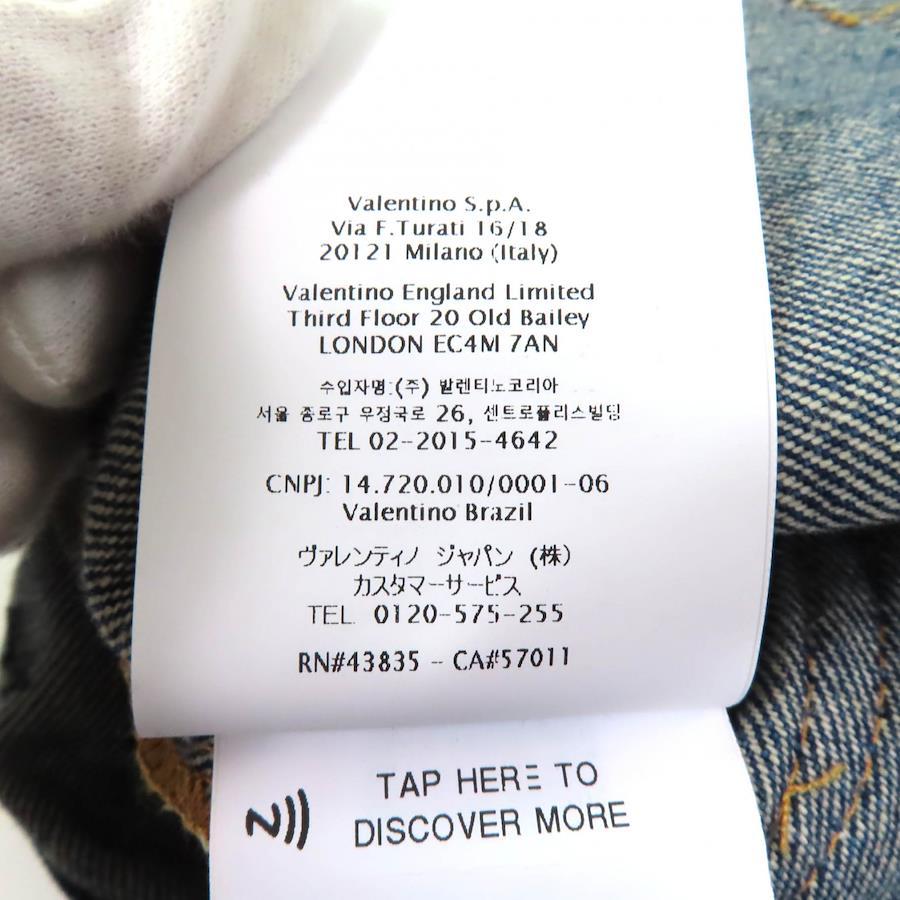 Valentino S.p.A.
Via F.Turati 16/18
20121 Milano (Italy)
Valentino England Limited
Third Floor 20 Old Bailey
LONDON EC4M 7AN
수입자명:(주) 발렌티노코리아
서울 종로구 우정국로 26, 센트로폴리스빌딩
TEL 02-2015-4642
CNPJ: 14.720.010/0001-06
Valentino Brazil
ヴァレンティノ ジャパン (株)
カスタマーサービス
TEL. 0120-575-255
RN#43835 - CA#57011
TAP HERE TO
DISCOVER MORE